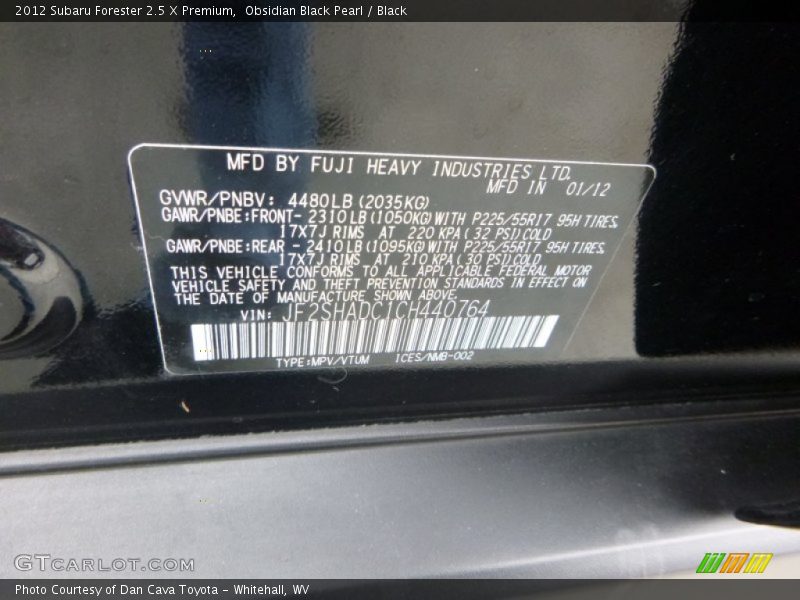 2012 Subaru Forester 2.5 X Premium,  Obsidian Black Pearl / Black
MFD BY FUJI HEAVY INDUSTRIES LTD.
MFD IN 01/12
GVWR/PNBV: 4480LB (2035KG)
GAWR/PNBE:FRONT- 2310LB (1050KG) WITH P225/55R17 95H TIRES,
17X7J RIMS AT 220 KPA ( 32 PSI) COLD
GAWR/PNBE:REAR - 2410LB (1095KG) WITH P225/55R17 95H TIRES,
17X7J RIMS AT 210 KPA ( 30 PSI) COLD
THIS VEHICLE CONFORMS TO ALL APPLICABLE FEDERAL MOTOR
VEHICLE SAFETY AND THEFT PREVENTION STANDARDS IN EFFECT ON
THE DATE OF MANUFACTURE SHOWN ABOVE.
VIN: JF2SHADC1CH440764
TYPE:MPV/VTUM ICES/NMB-002
GTCARLOT.COM
Photo Courtesy of Dan Cava Toyota – Whitehall, WV